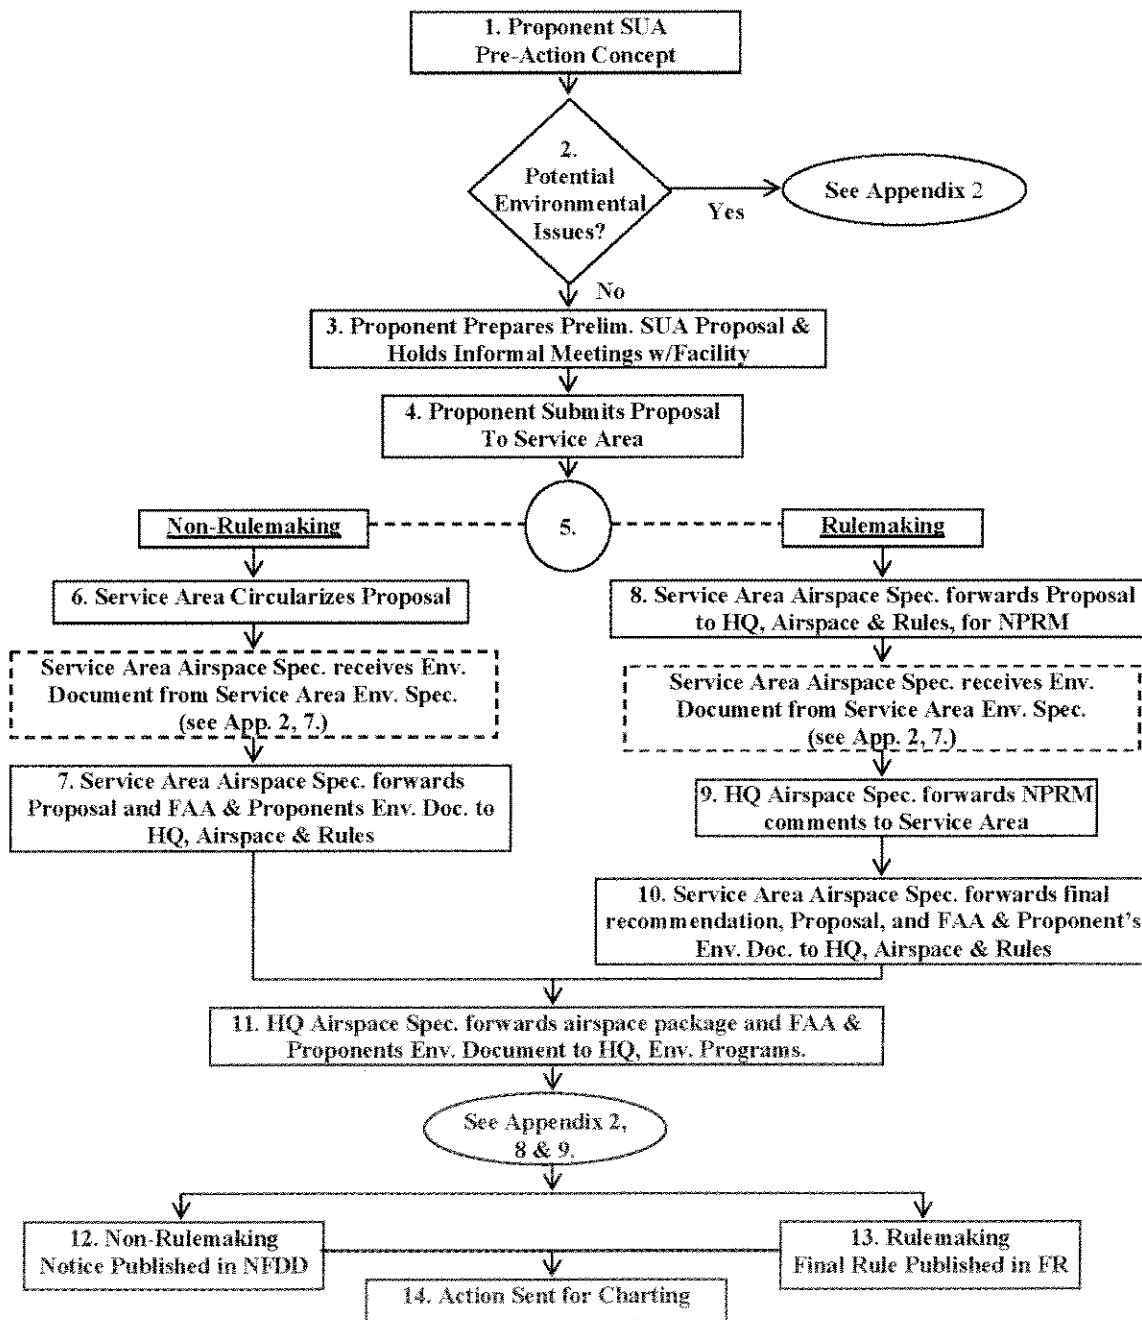 1. Proponent SUA
Pre-Action Concept
2.
Potential
Environmental
Issues?
Yes
See Appendix 2
No
3. Proponent Prepares Prelim. SUA Proposal &
Holds Informal Meetings w/Facility
4. Proponent Submits Proposal
To Service Area
5.
Non-Rulemaking
Rulemaking
6. Service Area Circularizes Proposal
Service Area Airspace Spec. receives Env.
Document from Service Area Env. Spec.
(see App. 2, 7.)
7. Service Area Airspace Spec. forwards
Proposal and FAA & Proponents Env. Doc. to
HQ, Airspace & Rules
8. Service Area Airspace Spec. forwards Proposal
to HQ, Airspace & Rules, for NPRM
Service Area Airspace Spec. receives Env.
Document from Service Area Env. Spec.
(see App. 2, 7.)
9. HQ Airspace Spec. forwards NPRM
comments to Service Area
10. Service Area Airspace Spec. forwards final
recommendation, Proposal, and FAA & Proponent's
Env. Doc. to HQ, Airspace & Rules
11. HQ Airspace Spec. forwards airspace package and FAA &
Proponents Env. Document to HQ, Env. Programs.
See Appendix 2,
8 & 9.
12. Non-Rulemaking
Notice Published in NFDD
13. Rulemaking
Final Rule Published in FR
14. Action Sent for Charting